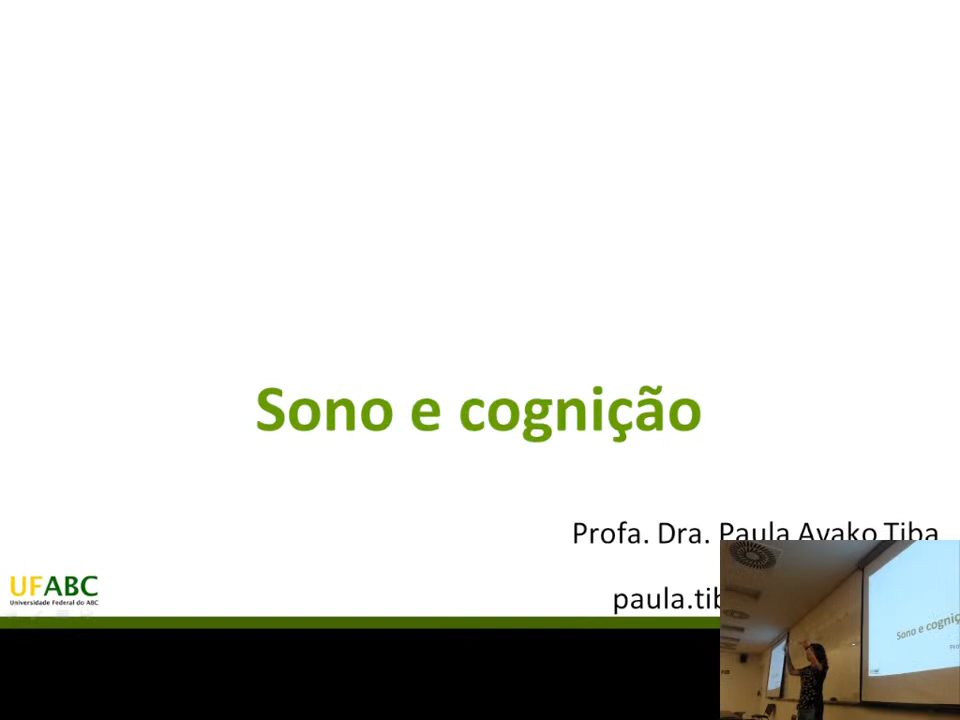 Sono e cognição
Profa. Dra. Paula Ayako Tiba
paula.tib
UFABC
Universidade Federal do ABC
Sono e cogniç